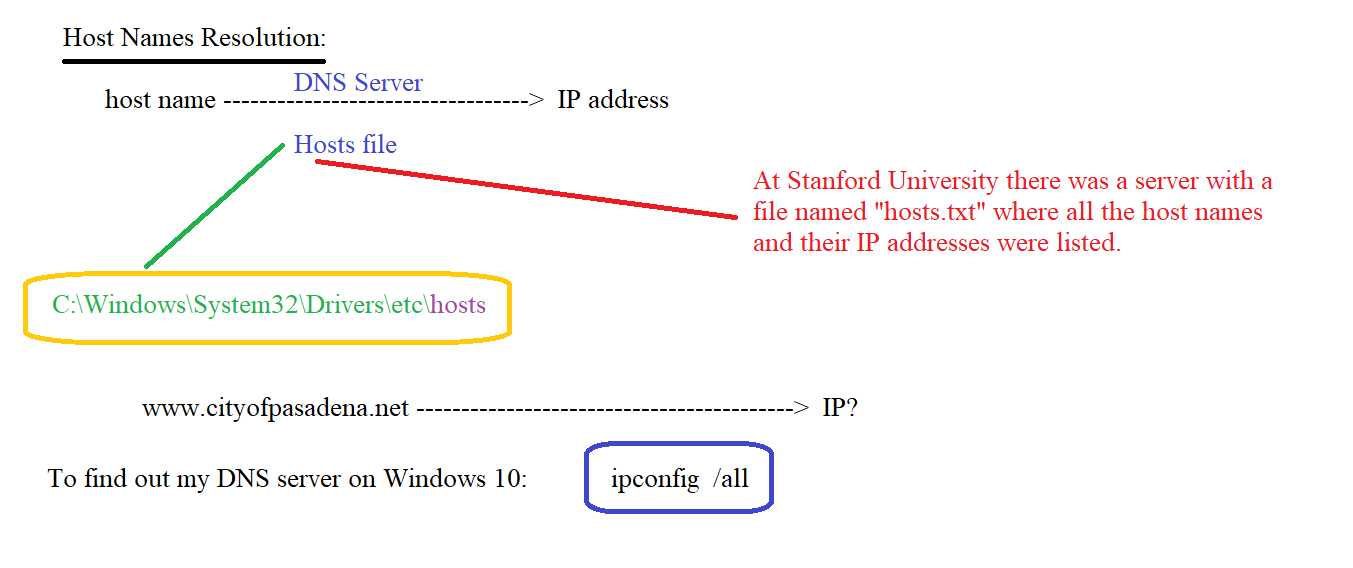 Host Names Resolution:
DNS Server
host name ----------------------------------> IP address
Hosts file
At Stanford University there was a server with a
file named "hosts.txt" where all the host names
and their IP addresses were listed.
C:\Windows\System32\Drivers\etc\hosts
www.cityofpasadena.net ------------------------------------------> IP?
To find out my DNS server on Windows 10: ipconfig /all